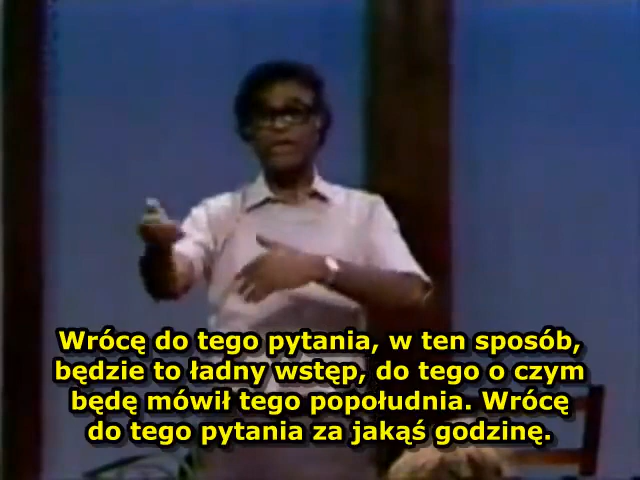 Wrócę do tego pytania, w ten sposób,
będzie to ładny wstęp, do tego o czym
będę mówił tego popołudnia. Wrócę
do tego pytania za jakąś godzinę.